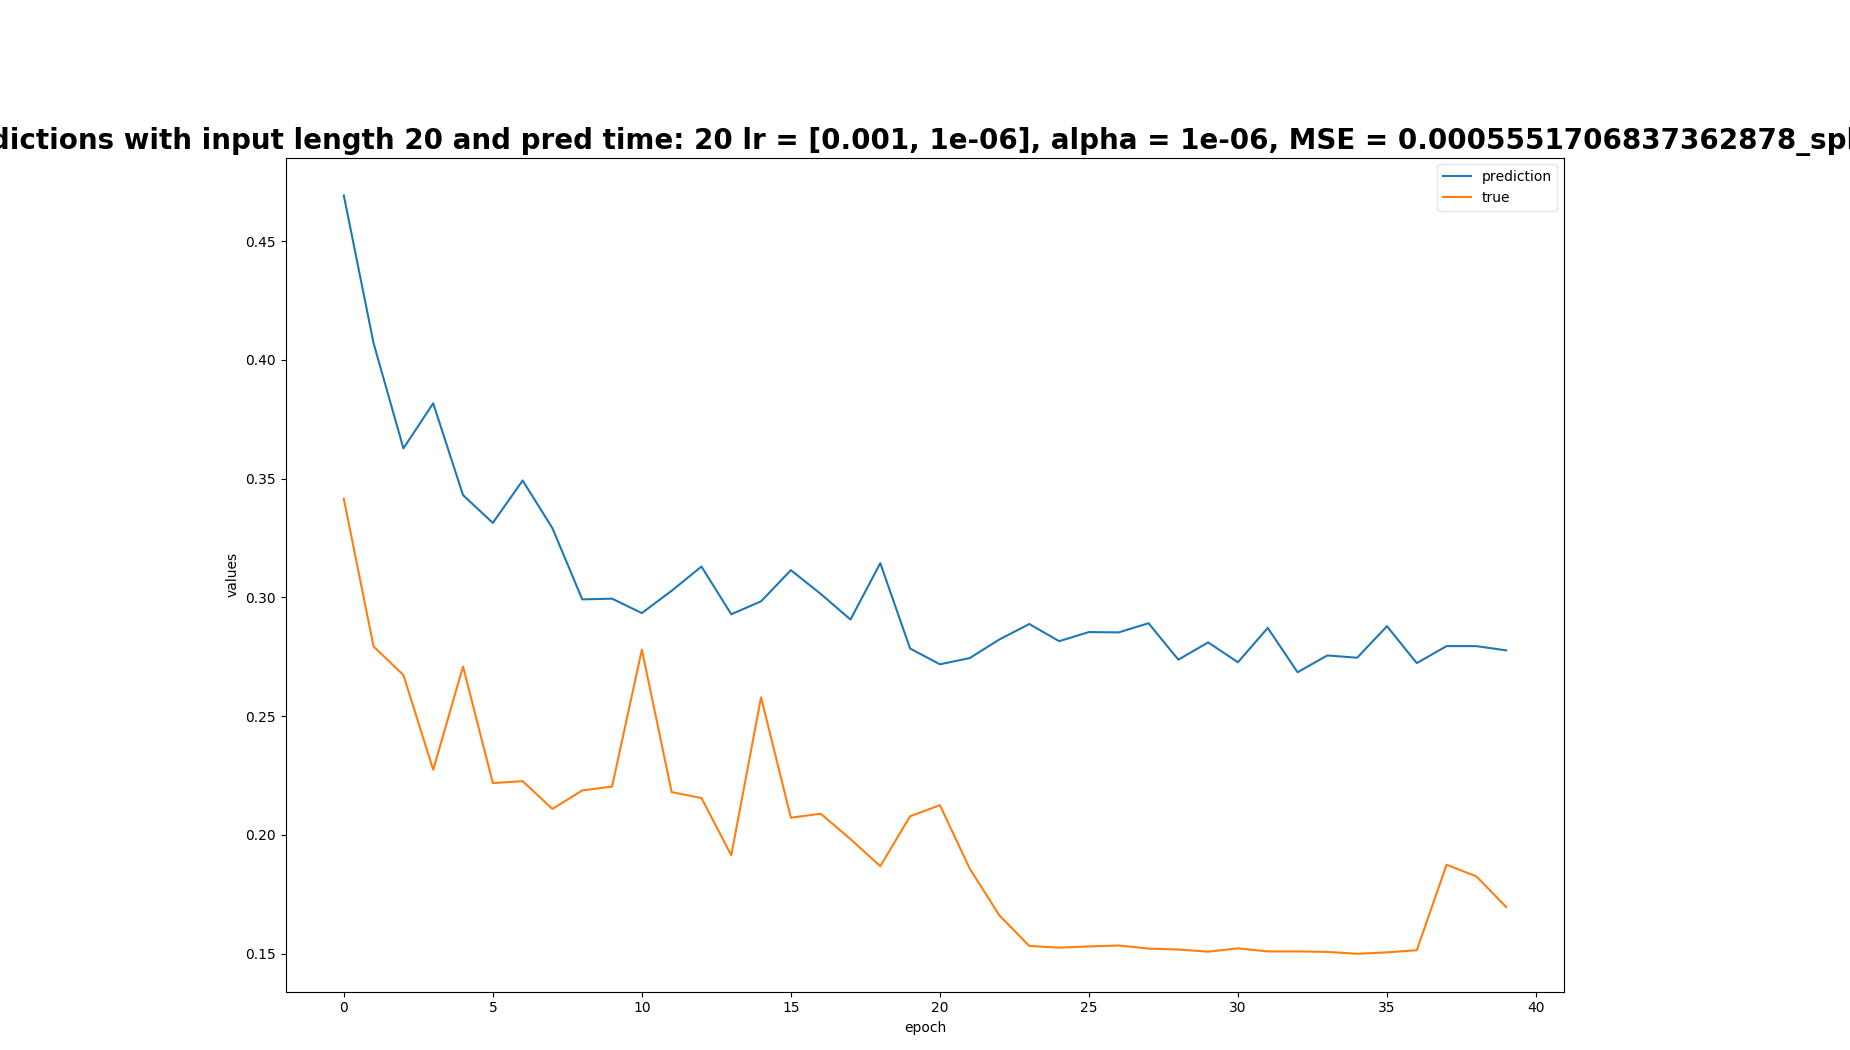 dictions with input length 20 and pred time: 20 lr = [0.001, 1e-06], alpha = 1e-06, MSE = 0.0005551706837362878_spl
prediction
true
0.45
0.40
0.35
0.30
0.25
0.20
0.15
values
0 5 10 15 20 25 30 35 40
epoch